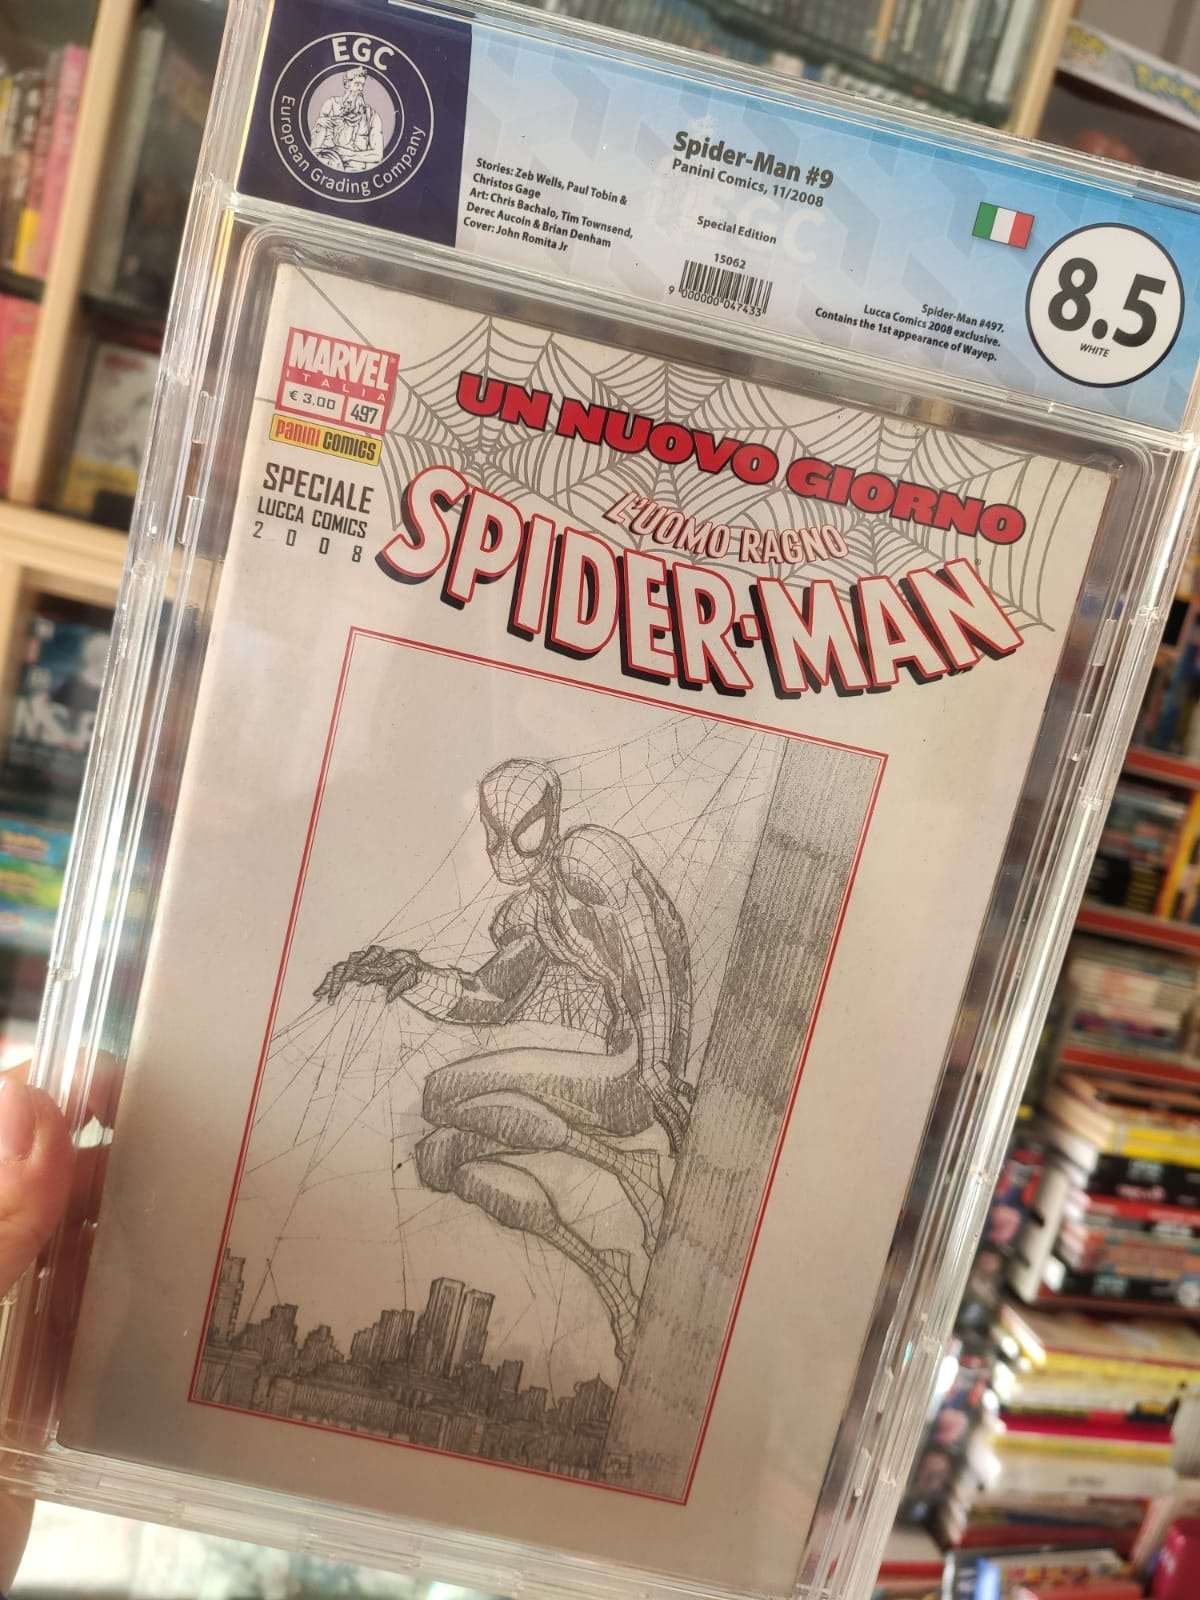 EGC
European Grading Company
Stories: Zeb Wells, Paul Tobin &
Christos Gage
Art: Chris Bachalo, Tim Townsend,
Derec Aucoin & Brian Denham
Cover: John Romita Jr
Spider-Man #9
Panini Comics, 11/2008
Special Edition
15062
9 000000 047433
Spider-Man #497.
Lucca Comics 2008 exclusive.
Contains the 1st appearance of Wayep.
8.5
WHITE
MARVEL
ITALIA
€ 3.00 497
PANINI COMICS
SPECIALE
LUCCA COMICS
2008
UN NUOVO GIORNO
L'UOMO RAGNO
SPIDER-MAN